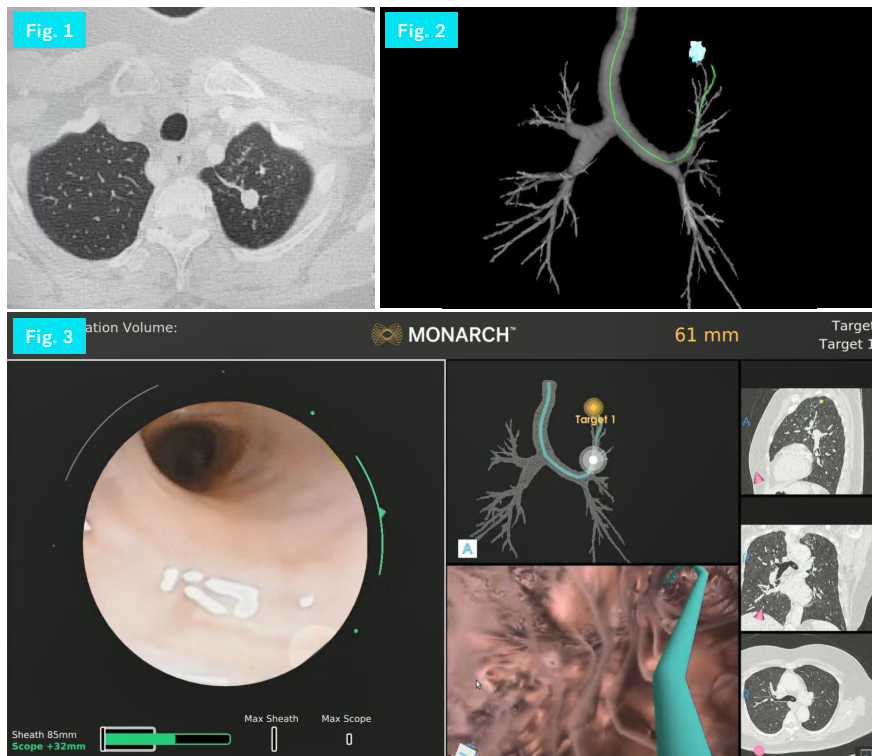 Fig. 1
Fig. 2
Fig. 3
ation Volume:
MONARCH™
61 mm
Target
Target 1
Target 1
A
A
Max Sheath
Max Scope
Sheath 85mm
Scope +32mm